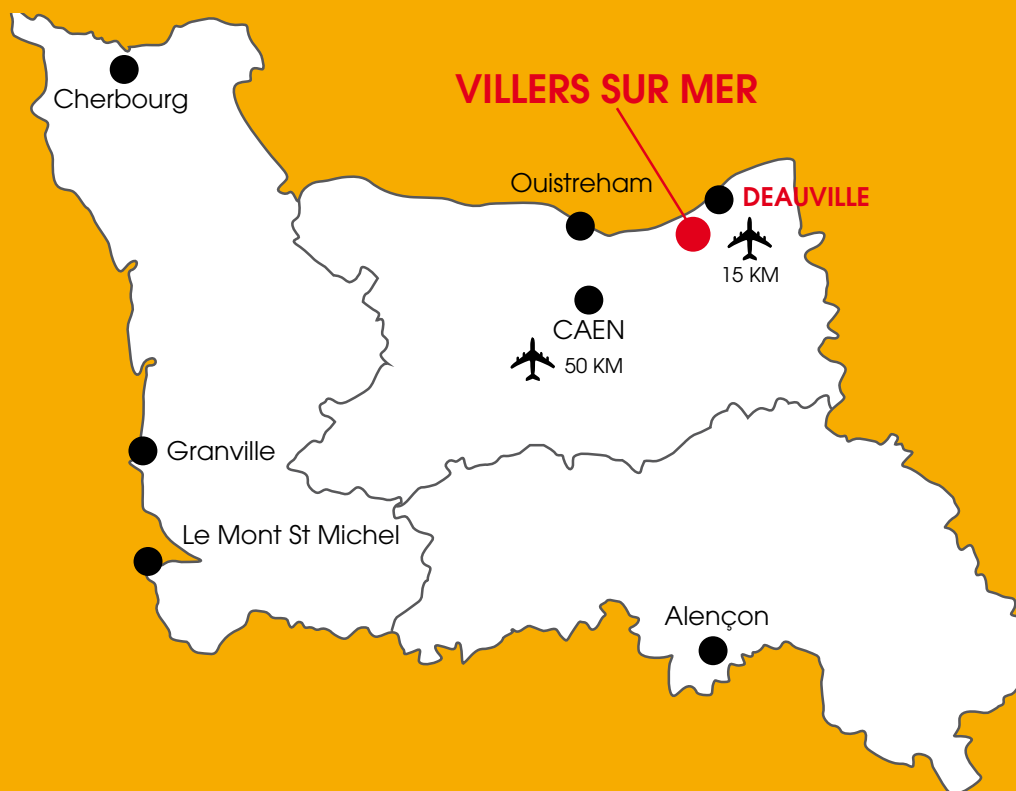 VILLERS SUR MER
Cherbourg
Ouistreham
DEAUVILLE
15 KM
CAEN
50 KM
Granville
Le Mont St Michel
Alençon